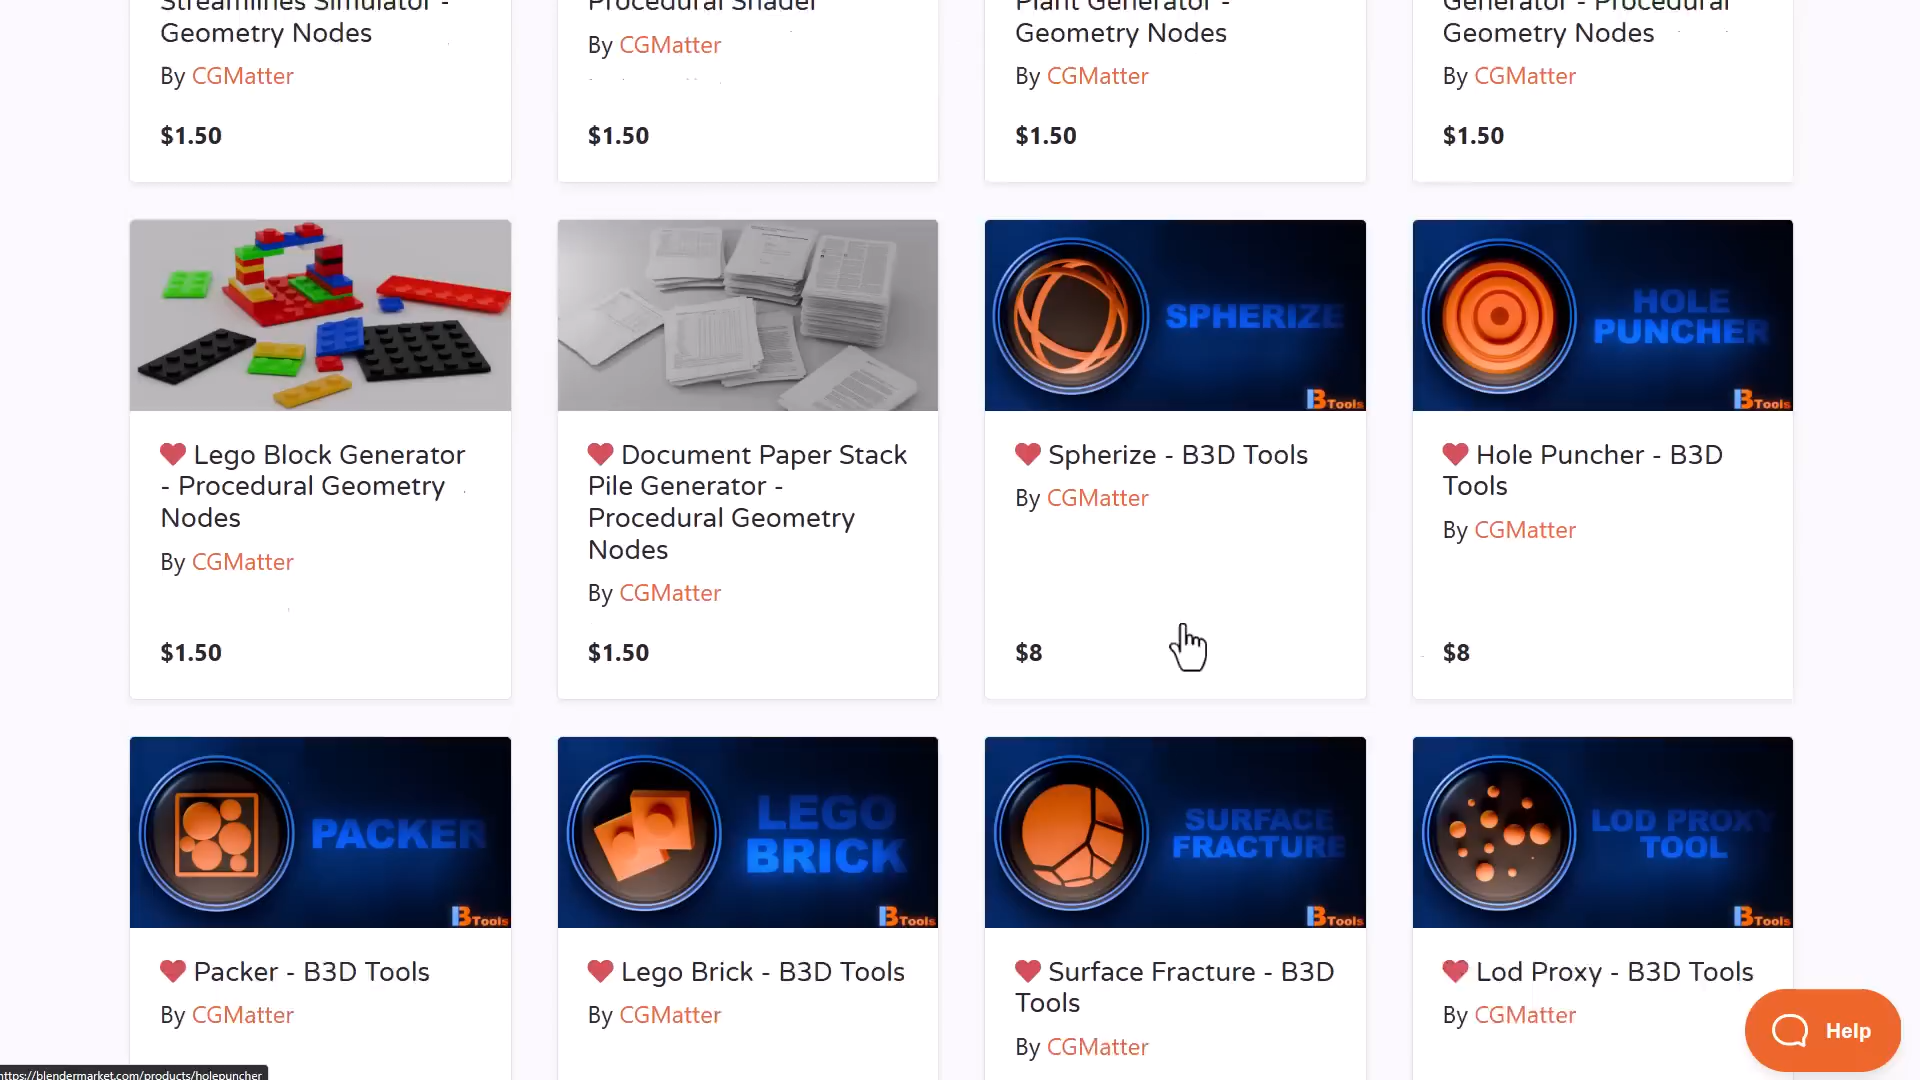 Streamlines Simulator -
Geometry Nodes
By CGMatter
$1.50
Procedural Shader
By CGMatter
$1.50
Plant Generator -
Geometry Nodes
By CGMatter
$1.50
Generator - Procedural
Geometry Nodes
By CGMatter
$1.50
Lego Block Generator
- Procedural Geometry
Nodes
By CGMatter
$1.50
Document Paper Stack
Pile Generator -
Procedural Geometry
Nodes
By CGMatter
$1.50
SPHERIZE
B Tools
Spherize - B3D Tools
By CGMatter
$8
HOLE
PUNCHER
B Tools
Hole Puncher - B3D
Tools
By CGMatter
$8
PACKER
B Tools
Packer - B3D Tools
By CGMatter
LEGO
BRICK
B Tools
Lego Brick - B3D Tools
By CGMatter
SURFACE
FRACTURE
B Tools
Surface Fracture - B3D
Tools
By CGMatter
LOD PROXY
TOOL
B Tools
Lod Proxy - B3D Tools
By CGMatter
Help
https://blendermarket.com/products/holepuncher